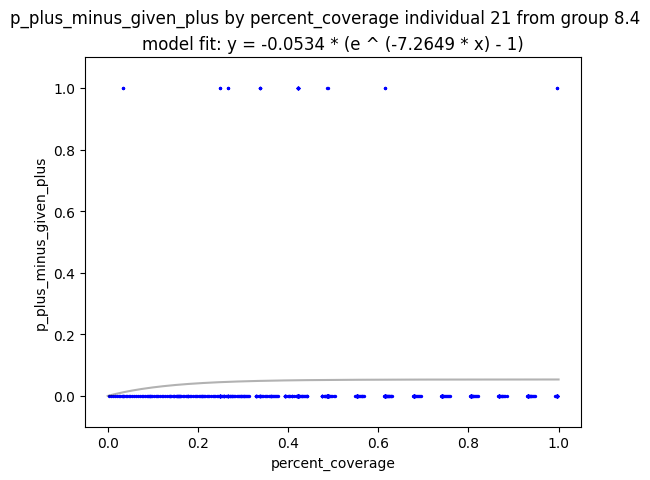 p_plus_minus_given_plus by percent_coverage individual 21 from group 8.4
model fit: y = -0.0534 * (e ^ (-7.2649 * x) - 1)
1.0
0.8
0.6
0.4
0.2
0.0
p_plus_minus_given_plus
0.0 0.2 0.4 0.6 0.8 1.0
percent_coverage